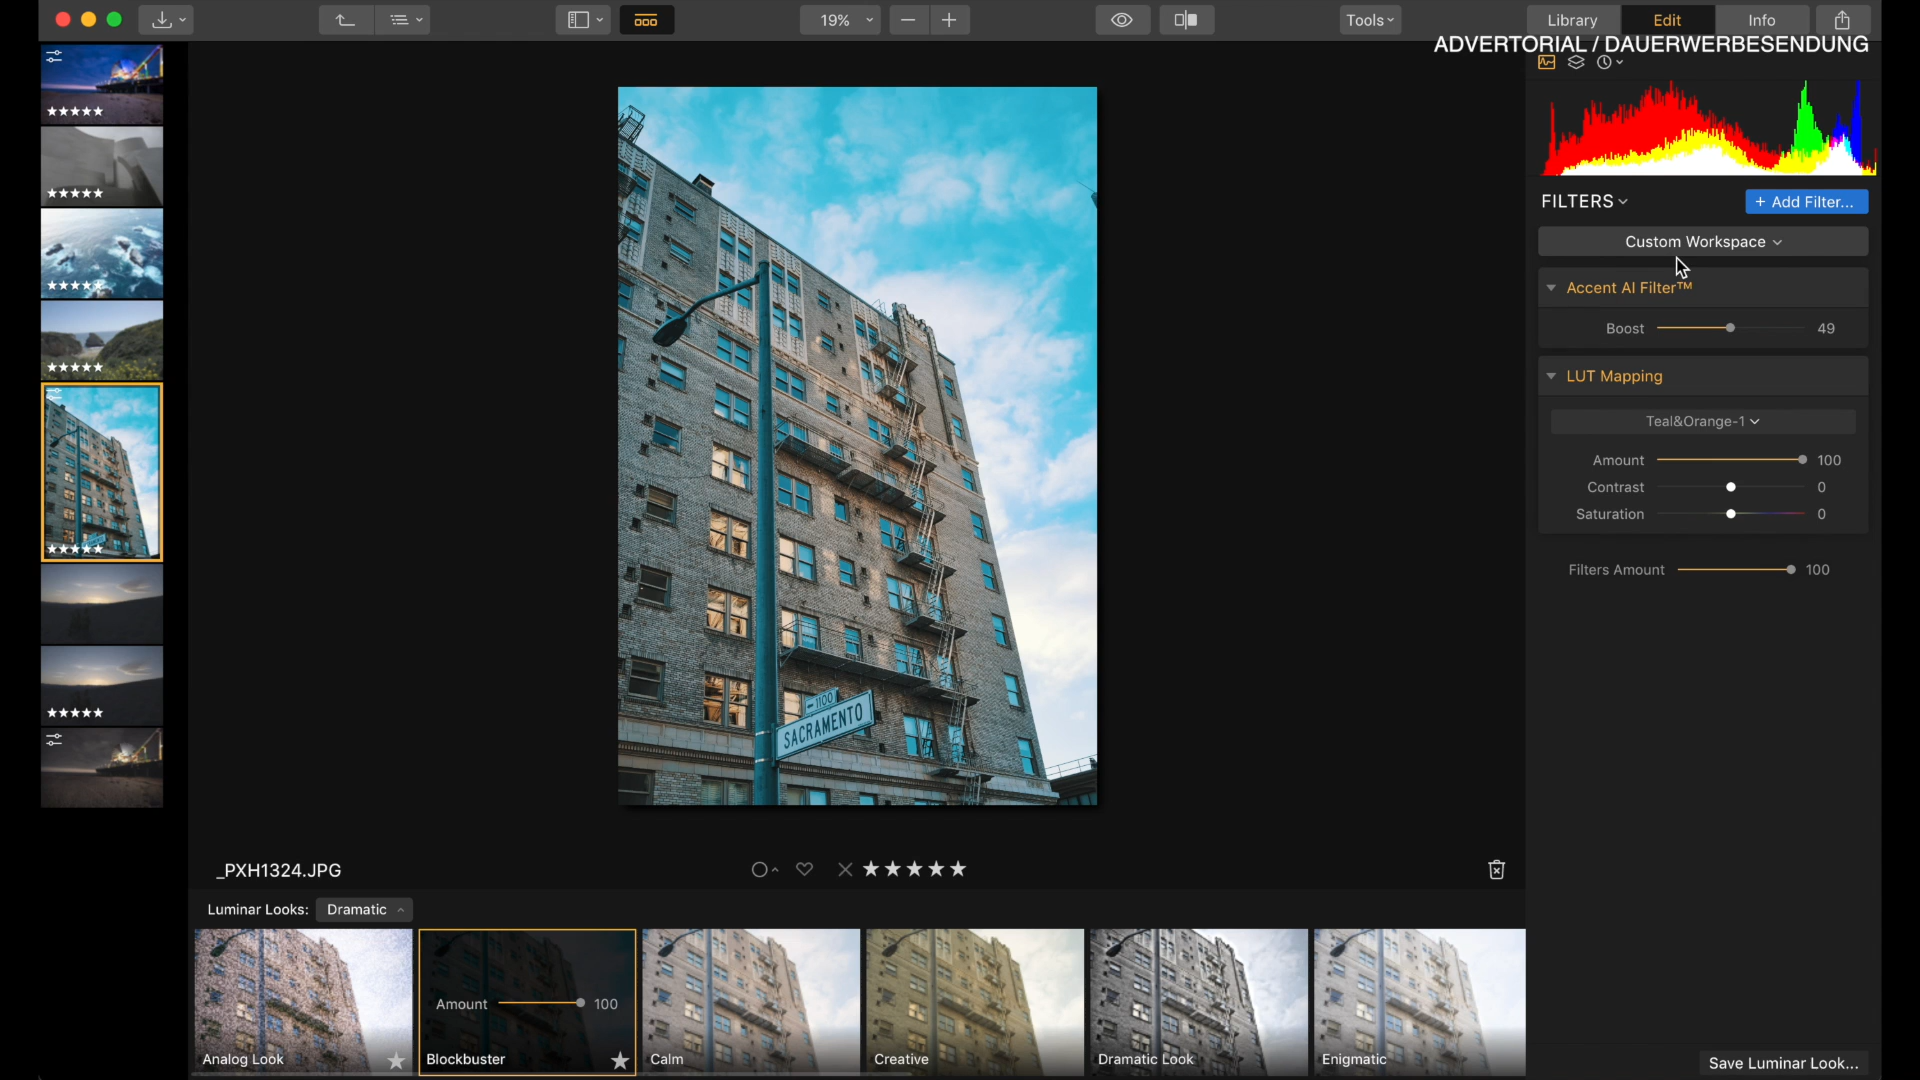 19%
Tools
Library
Edit
Info
ADVERTORIAL / DAUERWERBESENDUNG
FILTERS
+ Add Filter...
Custom Workspace
Accent AI Filter™
Boost 49
LUT Mapping
Teal&Orange-1
Amount 100
Contrast 0
Saturation 0
Filters Amount 100
1100
SACRAMENTO
_PXH1324.JPG
Luminar Looks: Dramatic
Amount 100
Analog Look
Blockbuster
Calm
Creative
Dramatic Look
Enigmatic
Save Luminar Look...